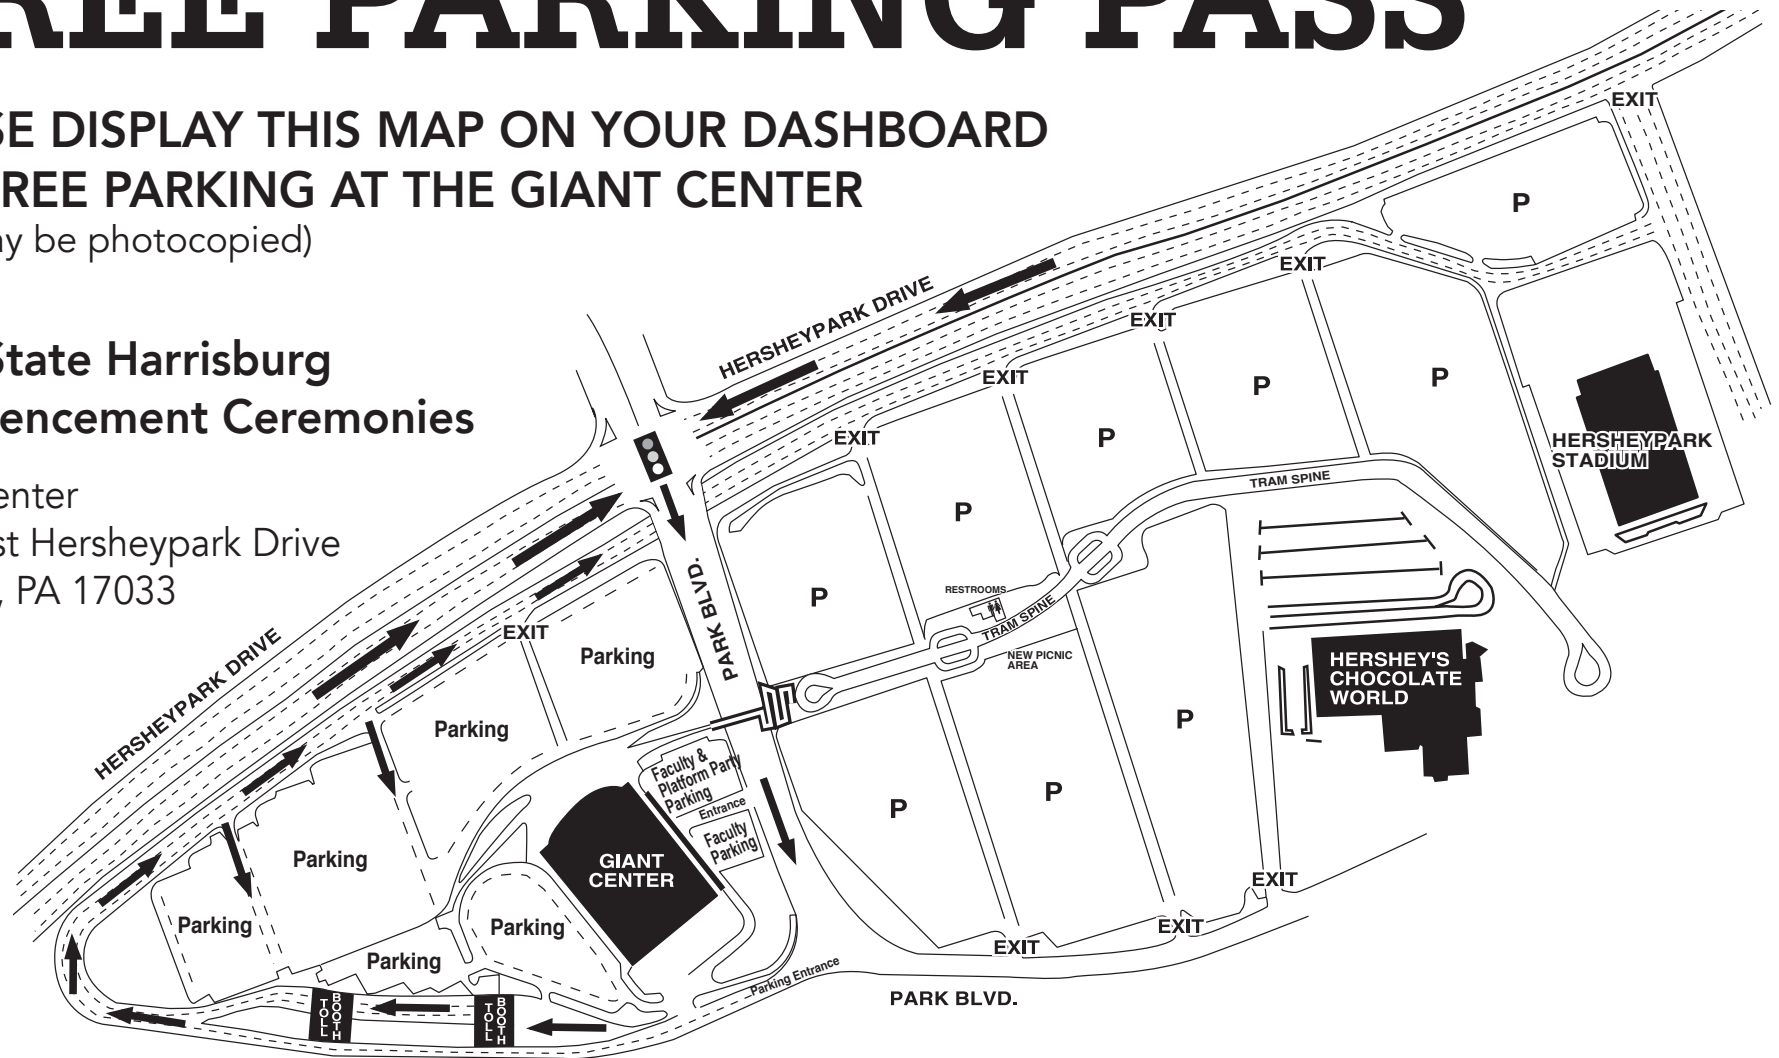 REE PARKING PASS
SE DISPLAY THIS MAP ON YOUR DASHBOARD
REE PARKING AT THE GIANT CENTER
ay be photocopied)
State Harrisburg
encement Ceremonies
enter
st Hersheypark Drive
, PA 17033
EXIT
P
EXIT
HERSHEYPARK DRIVE
EXIT
EXIT
P
P
P
EXIT
HERSHEYPARK
STADIUM
TRAM SPINE
P
PARK BLVD.
P
RESTROOMS
TRAM SPINE
NEW PICNIC
AREA
EXIT
Parking
HERSHEYPARK DRIVE
HERSHEY'S
CHOCOLATE
WORLD
Parking
P
Faculty &
Platform Party
Parking
Entrance
Faculty
Parking
P
P
Parking
GIANT
CENTER
EXIT
Parking
Parking
EXIT
EXIT
Parking
Parking Entrance
PARK BLVD.
TOLL
BOOTH
TOLL
BOOTH